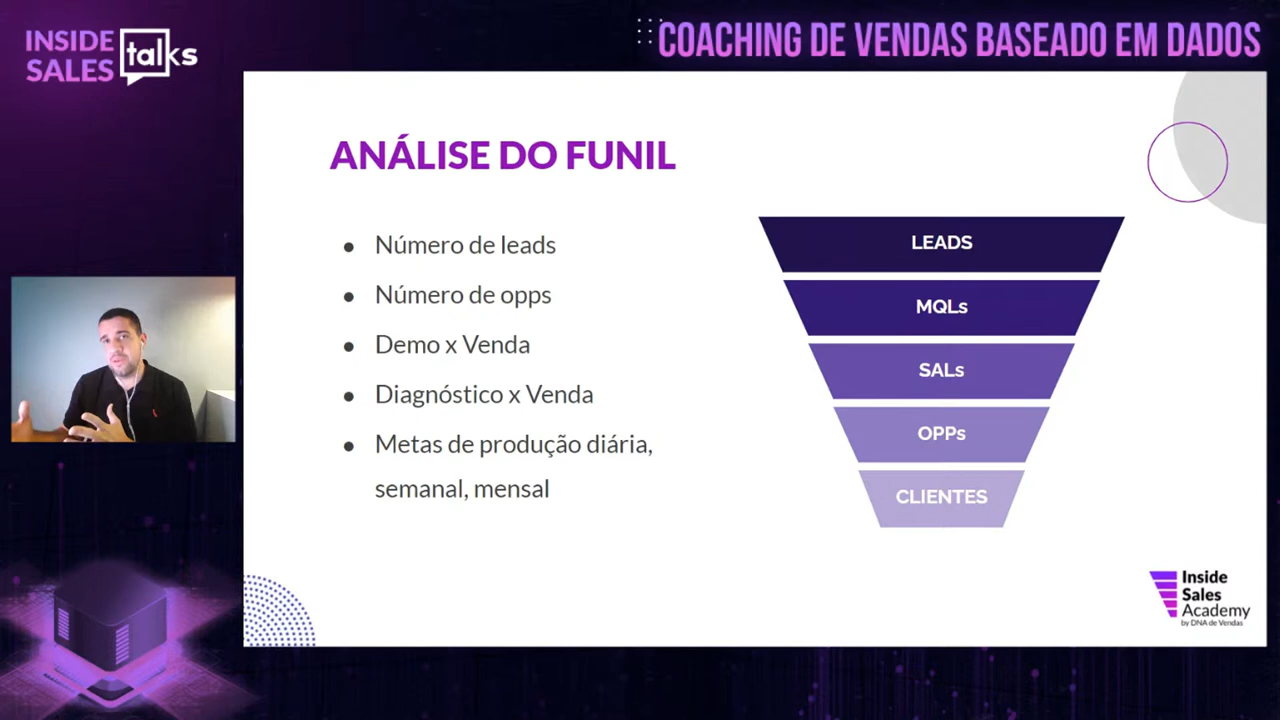 INSIDE
SALES
talks
COACHING DE VENDAS BASEADO EM DADOS
ANÁLISE DO FUNIL
● Número de leads
● Número de opps
● Demo x Venda
● Diagnóstico x Venda
● Metas de produção diária,
semanal, mensal
LEADS
MQLs
SALs
OPPs
CLIENTES
Inside
Sales
Academy
by DNA de Vendas